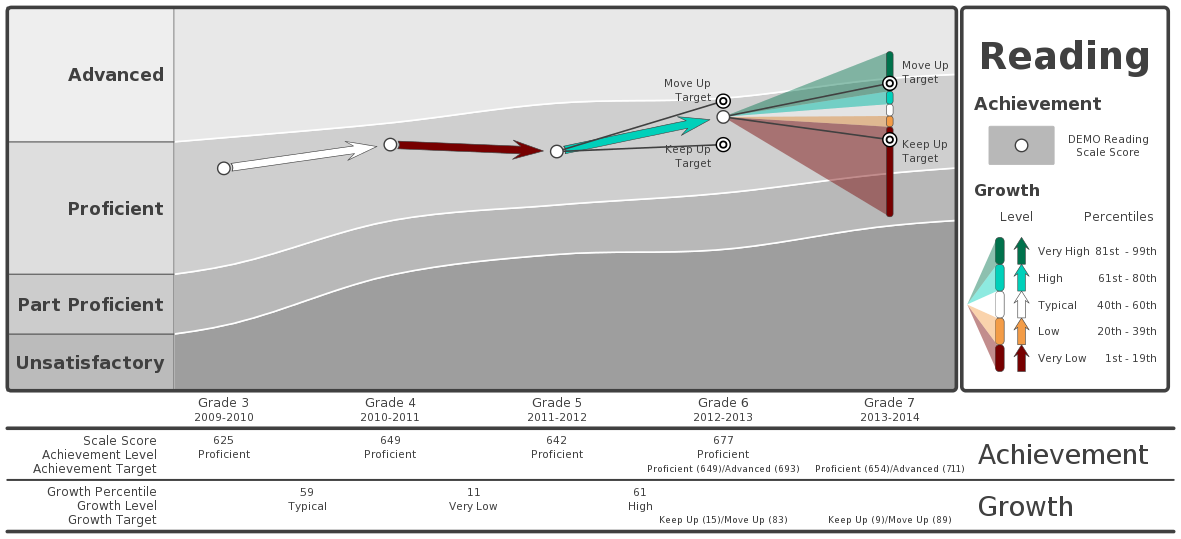 Advanced
Proficient
Part Proficient
Unsatisfactory
Move Up
Target
Keep Up
Target
Move Up
Target
Keep Up
Target
Reading
Achievement
DEMO Reading
Scale Score
Growth
Level Percentiles
Very High 81st - 99th
High 61st - 80th
Typical 40th - 60th
Low 20th - 39th
Very Low 1st - 19th
Grade 3 Grade 4 Grade 5 Grade 6 Grade 7
2009-2010 2010-2011 2011-2012 2012-2013 2013-2014
Scale Score 625 649 642 677
Achievement Level Proficient Proficient Proficient Proficient
Achievement Target Proficient (649)/Advanced (693) Proficient (654)/Advanced (711)
Achievement
Growth Percentile 59 11 61
Growth Level Typical Very Low High
Growth Target Keep Up (15)/Move Up (83) Keep Up (9)/Move Up (89)
Growth